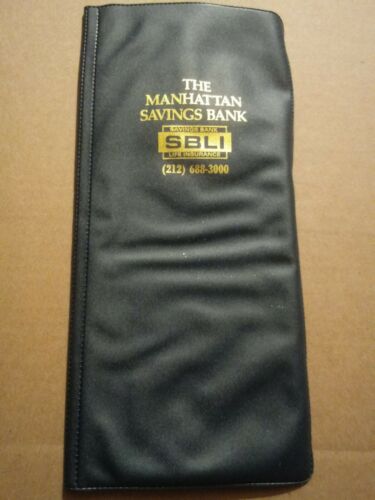 THE
MANHATTAN
SAVINGS BANK
SAVINGS BANK
SBLI
LIFE INSURANCE
(212) 688-3000